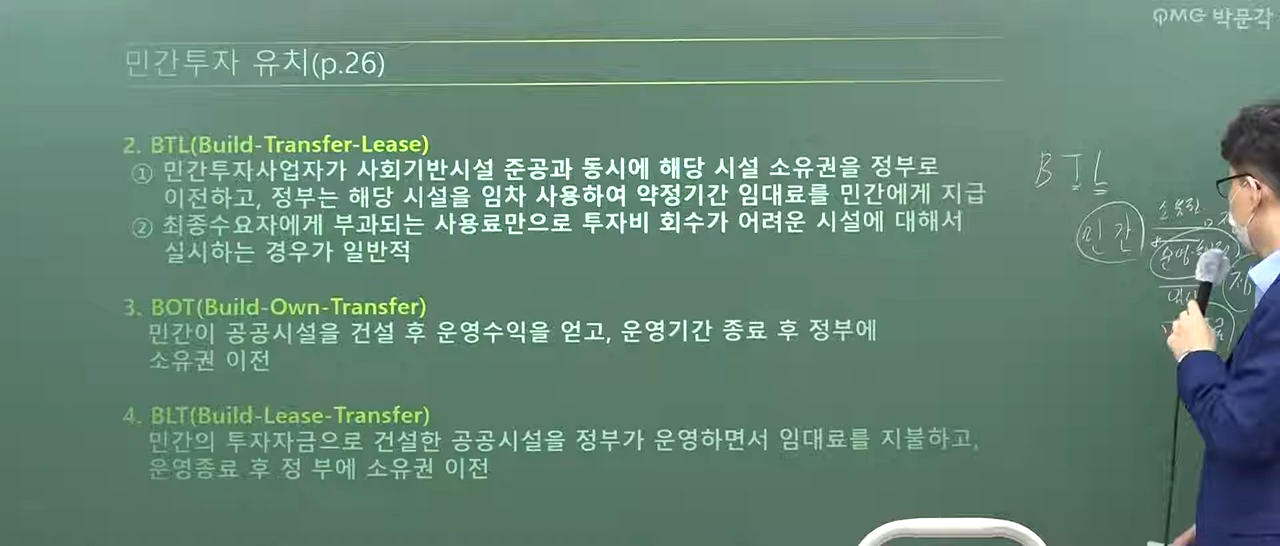 PMG 박문각
민간투자 유치(p.26)
2. BTL(Build-Transfer-Lease)
① 민간투자사업자가 사회기반시설 준공과 동시에 해당 시설 소유권을 정부로
이전하고, 정부는 해당 시설을 임차 사용하여 약정기간 임대료를 민간에게 지급
② 최종수요자에게 부과되는 사용료만으로 투자비 회수가 어려운 시설에 대해서
실시하는 경우가 일반적
3. BOT(Build-Own-Transfer)
민간이 공공시설을 건설 후 운영수익을 얻고, 운영기간 종료 후 정부에
소유권 이전
4. BLT(Build-Lease-Transfer)
민간의 투자자금으로 건설한 공공시설을 정부가 운영하면서 임대료를 지불하고,
운영종료 후 정 부에 소유권 이전
BTL
민간
소유권